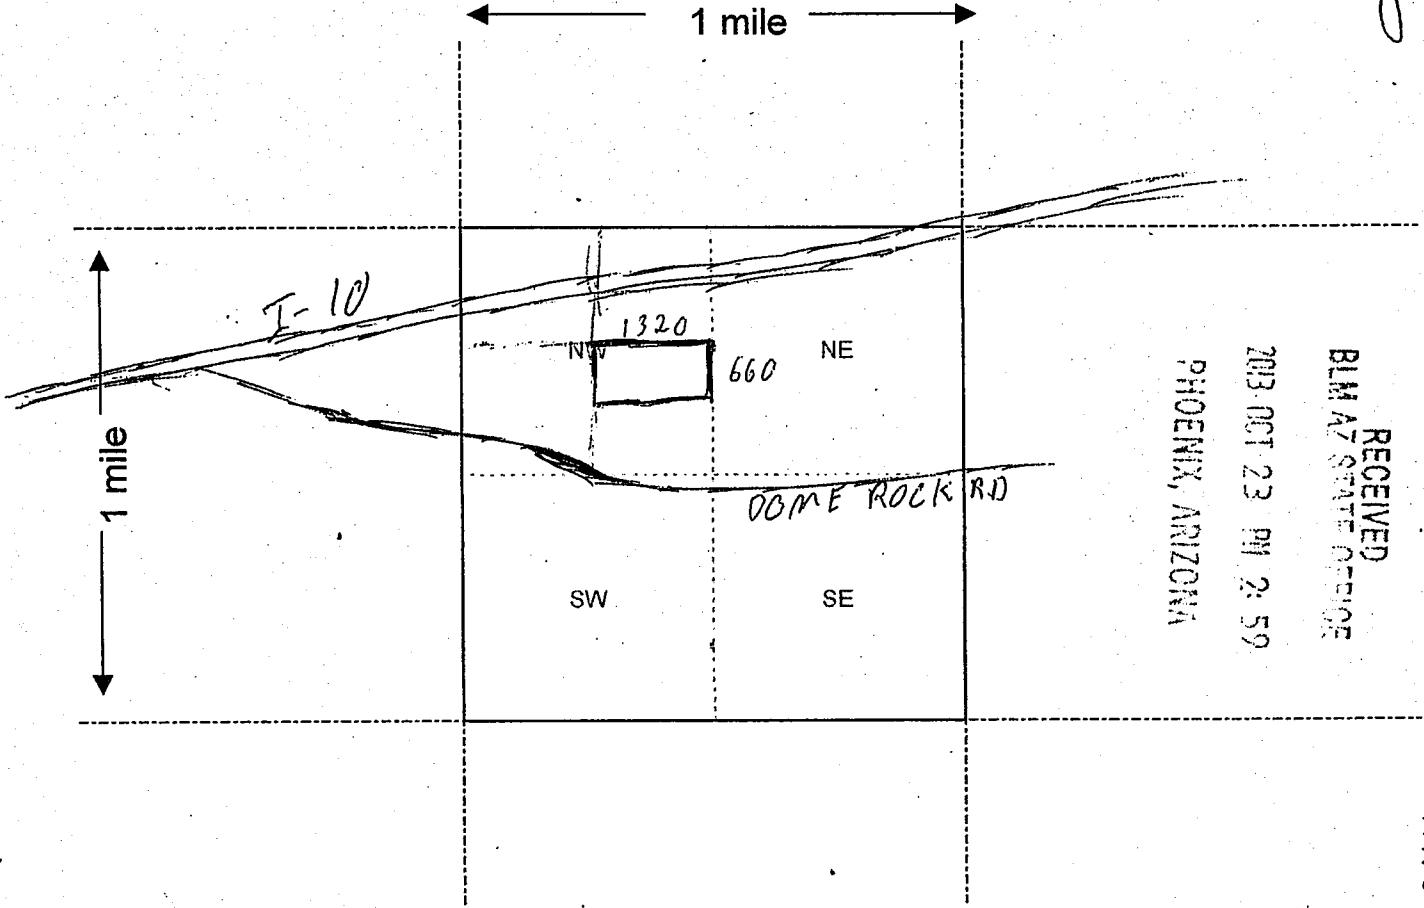 1 mile
I-10
1320
NW
NE
660
1 mile
DOME ROCK RD
SW
SE
RECEIVED
BLM AZ STATE OFFICE
2013 OCT 23 PM 2:59
PHOENIX, ARIZONA